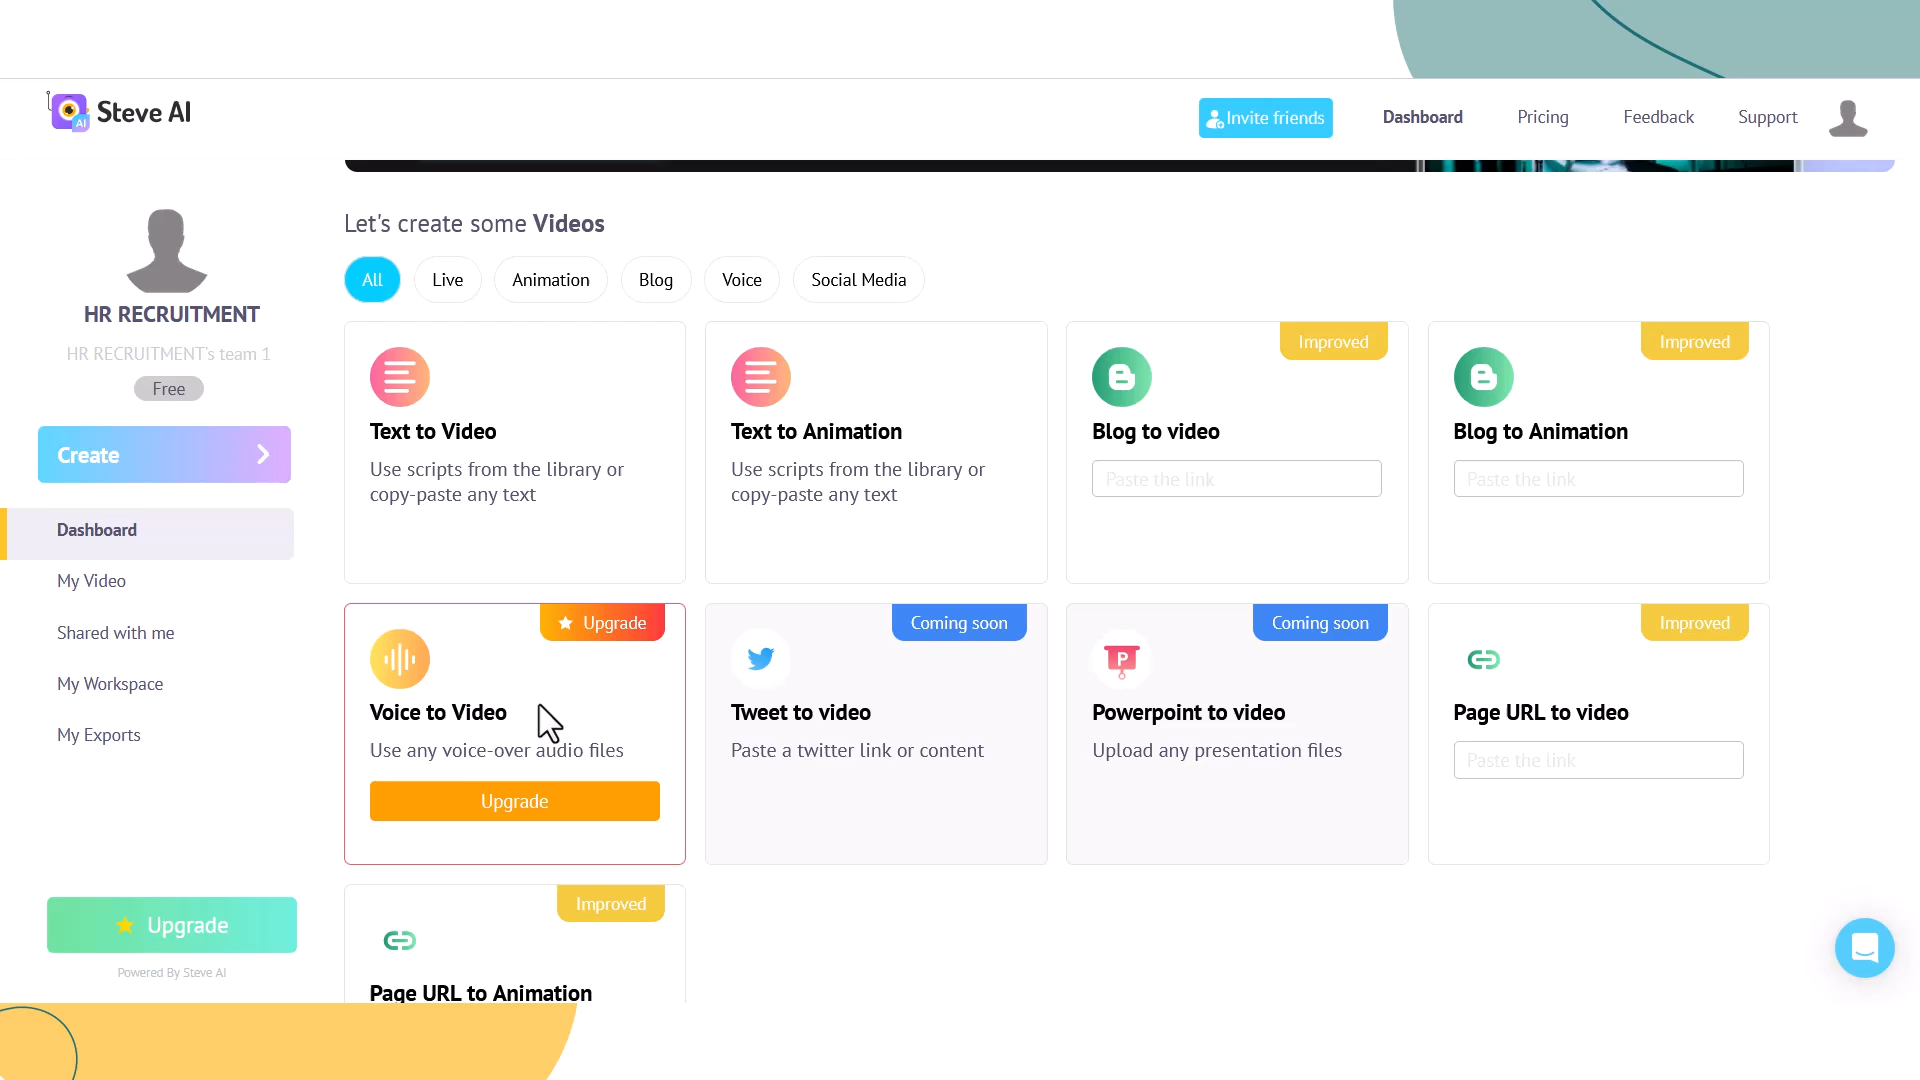 AI
Steve AI
Invite friends
Dashboard
Pricing
Feedback
Support
HR RECRUITMENT
HR RECRUITMENT's team 1
Free
Create
Dashboard
My Video
Shared with me
My Workspace
My Exports
Upgrade
Powered By Steve AI
Let's create some Videos
All
Live
Animation
Blog
Voice
Social Media
Text to Video
Use scripts from the library or
copy-paste any text
Text to Animation
Use scripts from the library or
copy-paste any text
Improved
Blog to video
Paste the link
Improved
Blog to Animation
Paste the link
Upgrade
Voice to Video
Use any voice-over audio files
Upgrade
Coming soon
Tweet to video
Paste a twitter link or content
Coming soon
P
Powerpoint to video
Upload any presentation files
Improved
Page URL to video
Paste the link
Improved
Page URL to Animation